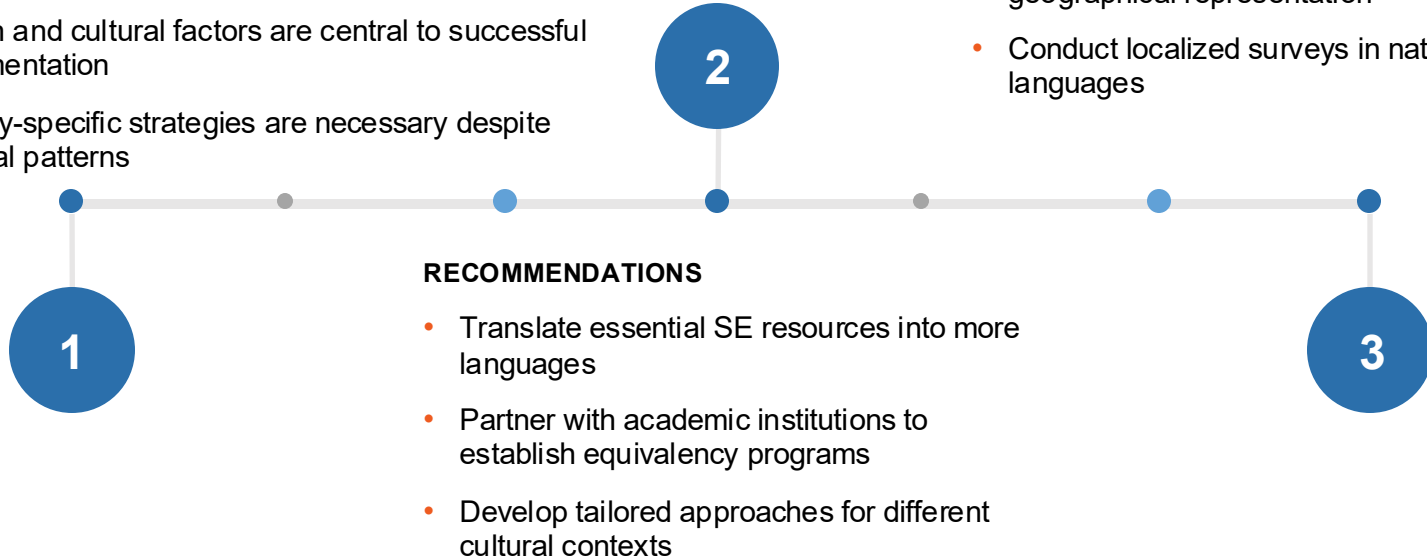 and cultural factors are central to successful
-specific strategies are necessary despite
patterns
1
2
RECOMMENDATIONS
Translate essential SE resources into more
languages
Partner with academic institutions to
establish equivalency programs
Develop tailored approaches for different
cultural contexts
geographical representation
Conduct localized surveys in nat
languages
3